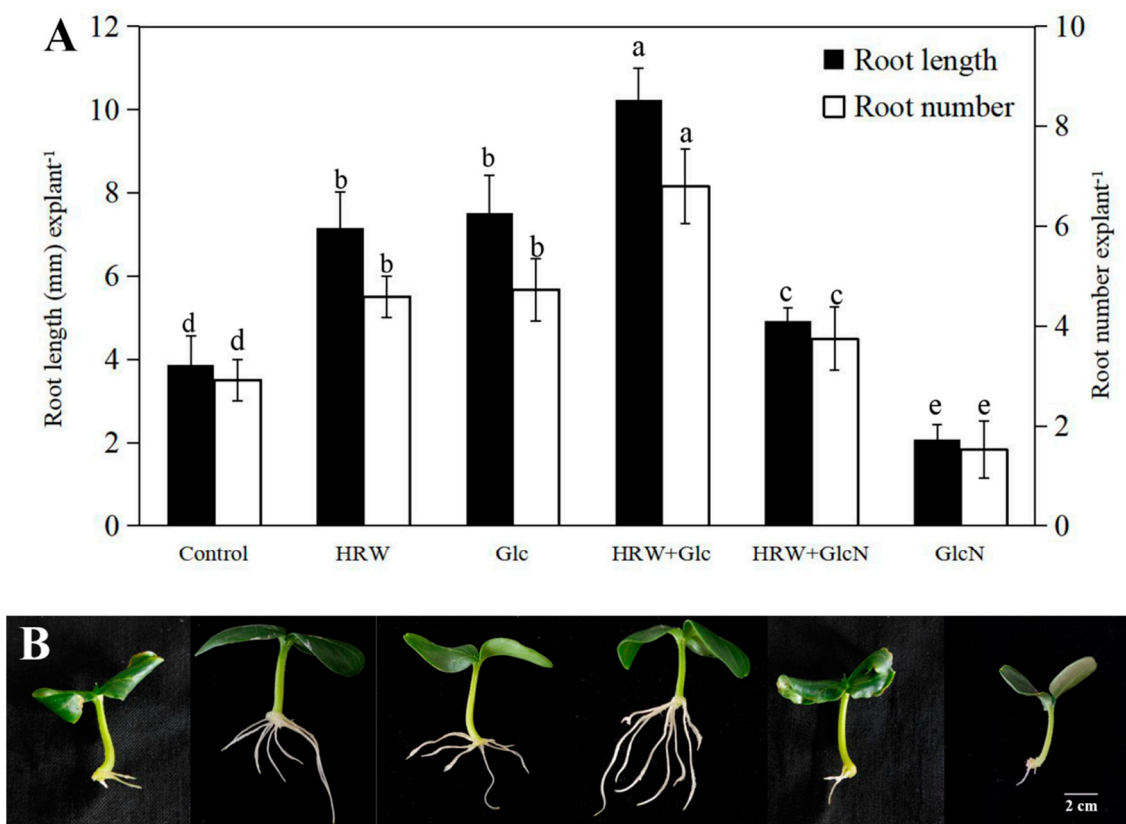 A
Root length (mm) explant⁻¹
12
10
8
6
4
2
0
d
d
b
b
b
b
a
a
c
c
e
e
Root length
Root number
10
8
6
4
2
0
Root number explant⁻¹
Control
HRW
Glc
HRW+Glc
HRW+GlcN
GlcN
B
2 cm